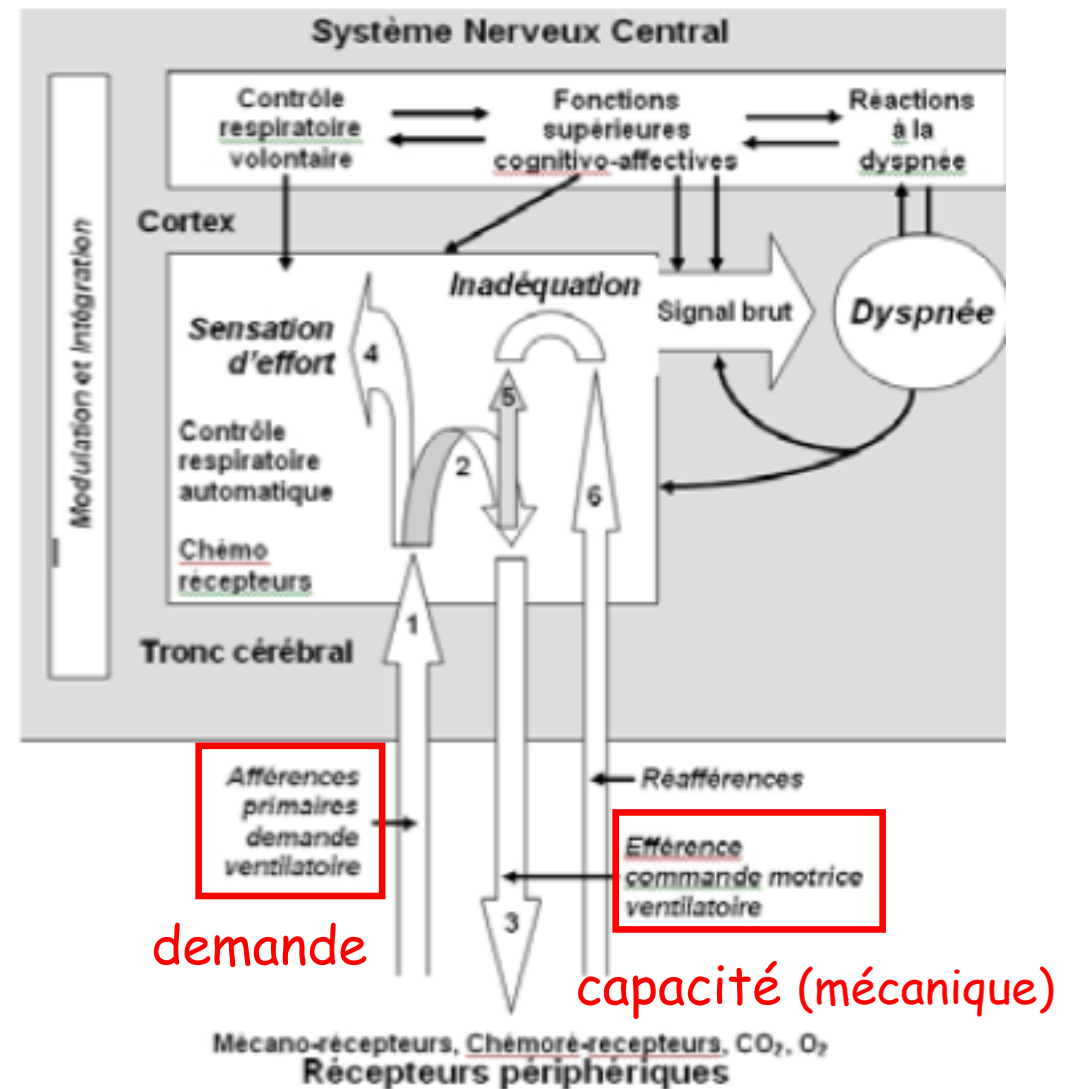 Système Nerveux Central
Contrôle
respiratoire
volontaire
Fonctions
supérieures
cognitivo-affectives
Réactions
à la
dyspnée
Modulation et Intégration
Cortex
Inadéquation
Sensation
d'effort
4
Signal brut
Dyspnée
5
Contrôle
respiratoire
automatique
2
6
Chémo
récepteurs
1
Tronc cérébral
Afférences
primaires
demande
ventilatoire
Réafférences
Efférence
commande motrice
ventilatoire
3
demande
capacité (mécanique)
Mécano-récepteurs, Chémoré-recepteurs, CO₂, O₂
Récepteurs périphériques